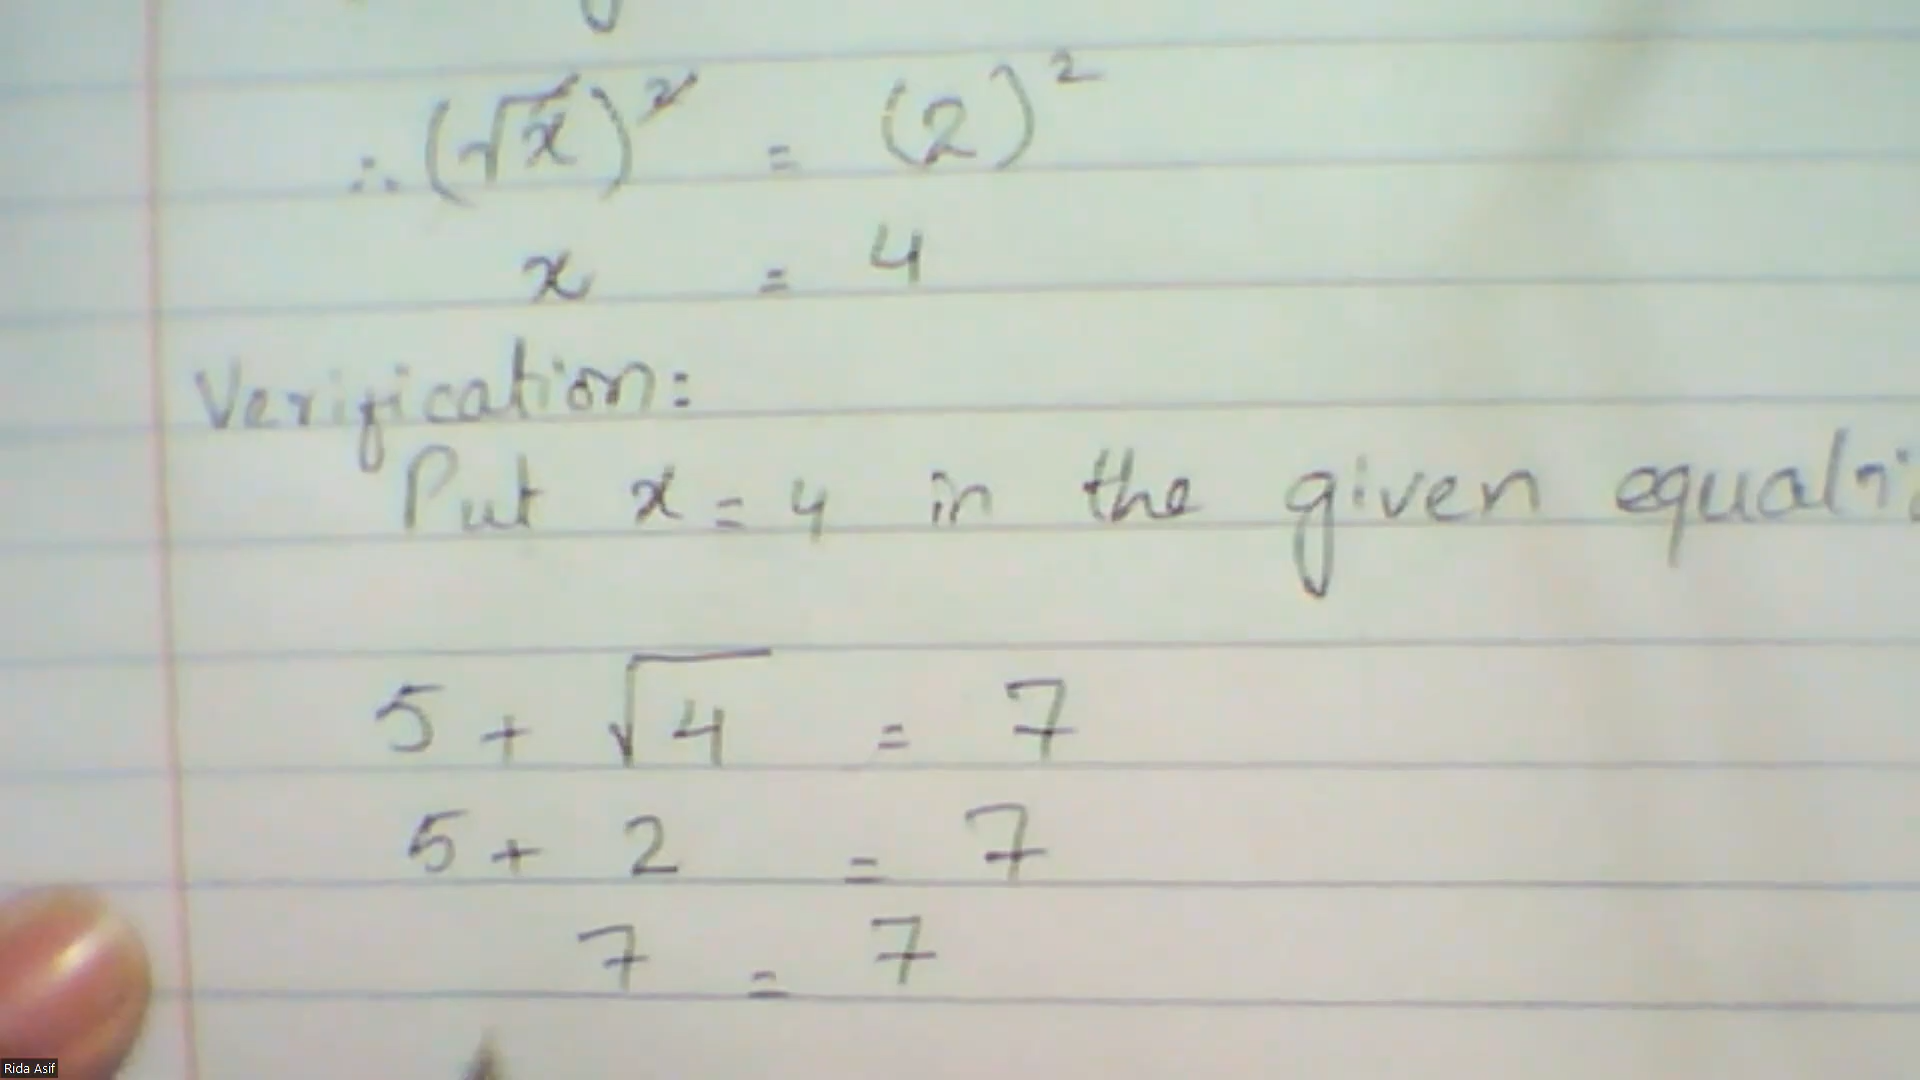 ∴ (√x)² = (2)²
x = 4
Verification:
Put x = 4 in the given
5 + √4 = 7
5 + 2 = 7
7 = 7
Rida Asif